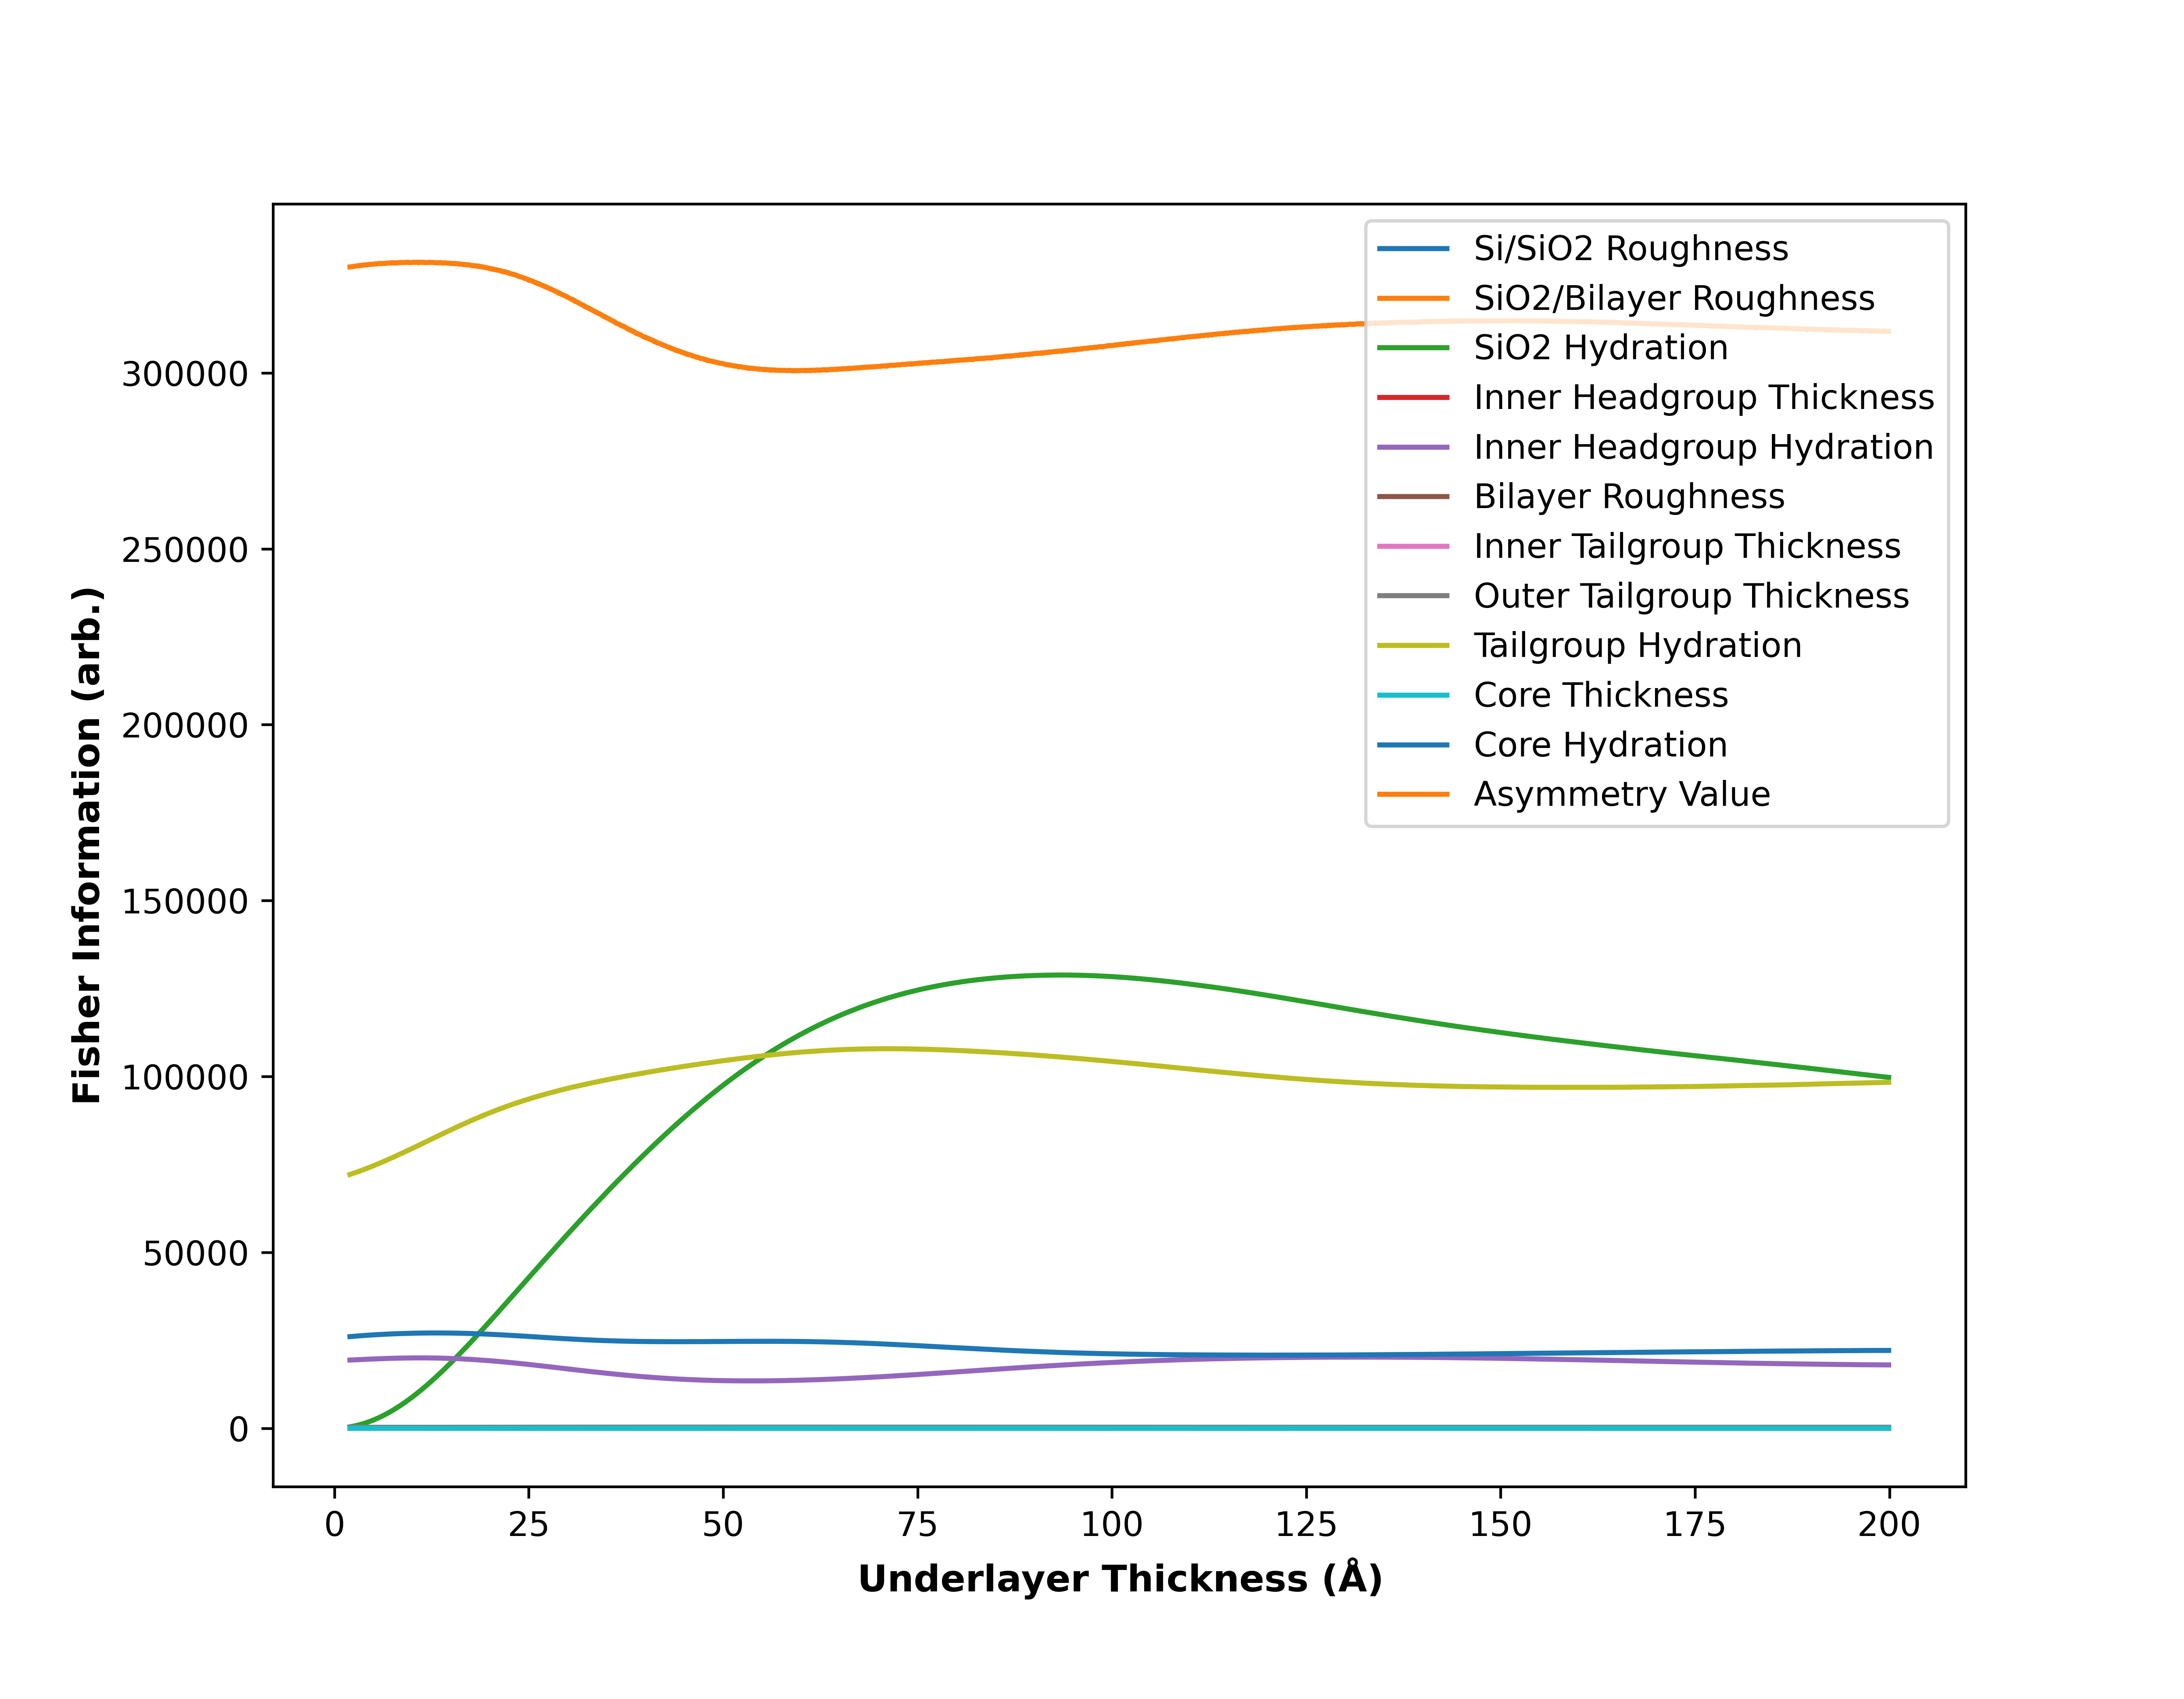 Si/SiO2 Roughness
SiO2/Bilayer Roughness
SiO2 Hydration
Inner Headgroup Thickness
Inner Headgroup Hydration
Bilayer Roughness
Inner Tailgroup Thickness
Outer Tailgroup Thickness
Tailgroup Hydration
Core Thickness
Core Hydration
Asymmetry Value
Fisher Information (arb.)
300000
250000
200000
150000
100000
50000
0
0 25 50 75 100 125 150 175 200
Underlayer Thickness (Å)